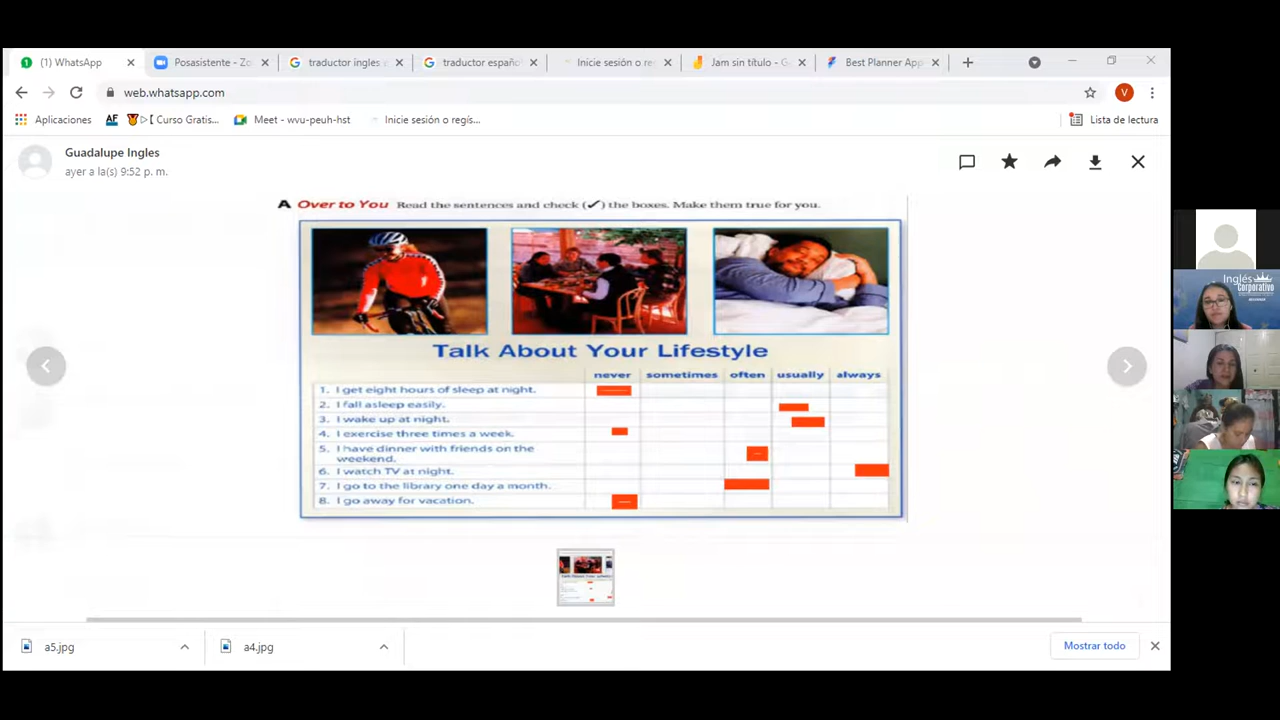 (1) WhatsApp
Posasistente - Zo
traductor ingles e
traductor españo
Inicie sesión o re
Jam sin título - G
Best Planner App
web.whatsapp.com
V
Aplicaciones
AF
Curso Gratis...
Meet - wvu-peuh-hst
Inicie sesión o regís...
Lista de lectura
Guadalupe Ingles
ayer a la(s) 9:52 p. m.
A Over to You Read the sentences and check (✓) the boxes. Make them true for you.
Talk About Your Lifestyle
never sometimes often usually always
1. I get eight hours of sleep at night.
2. I fall asleep easily.
3. I wake up at night.
4. I exercise three times a week.
5. I have dinner with friends on the
weekend.
6. I watch TV at night.
7. I go to the library one day a month.
8. I go away for vacation.
a5.jpg
a4.jpg
Mostrar todo
Inglés
Corporativo